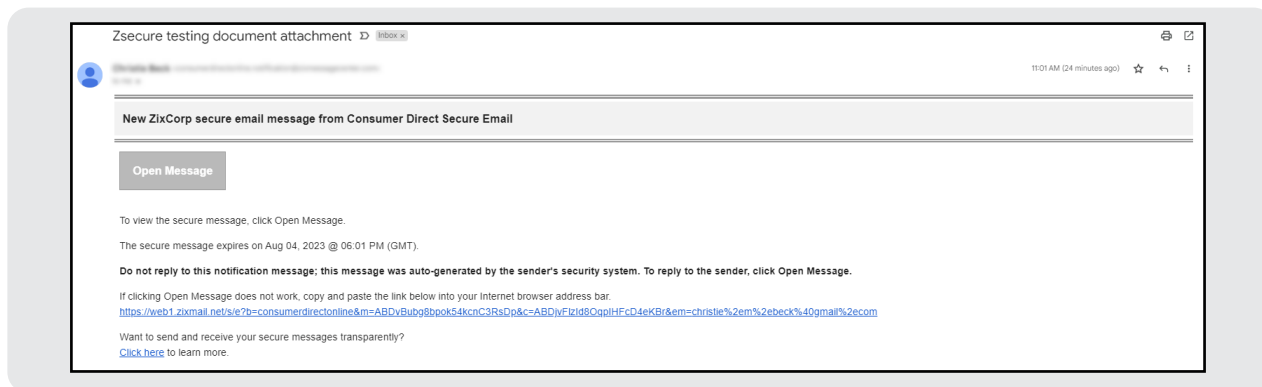 Zsecure testing document attachment Inbox x
11:01 AM (24 minutes ago)
New ZixCorp secure email message from Consumer Direct Secure Email
Open Message
To view the secure message, click Open Message.
The secure message expires on Aug 04, 2023 @ 06:01 PM (GMT).
Do not reply to this notification message; this message was auto-generated by the sender's security system. To reply to the sender, click Open Message.
If clicking Open Message does not work, copy and paste the link below into your Internet browser address bar.
https://web1.zixmail.net/s/e?b=consumerdirectonline&m=ABDvBubg8bpok54kcnC3RsDp&c=ABDjvFlzId8OqpIHFcD4eKBr&em=christie%2em%2ebeck%40gmail%2ecom
Want to send and receive your secure messages transparently?
Click here to learn more.